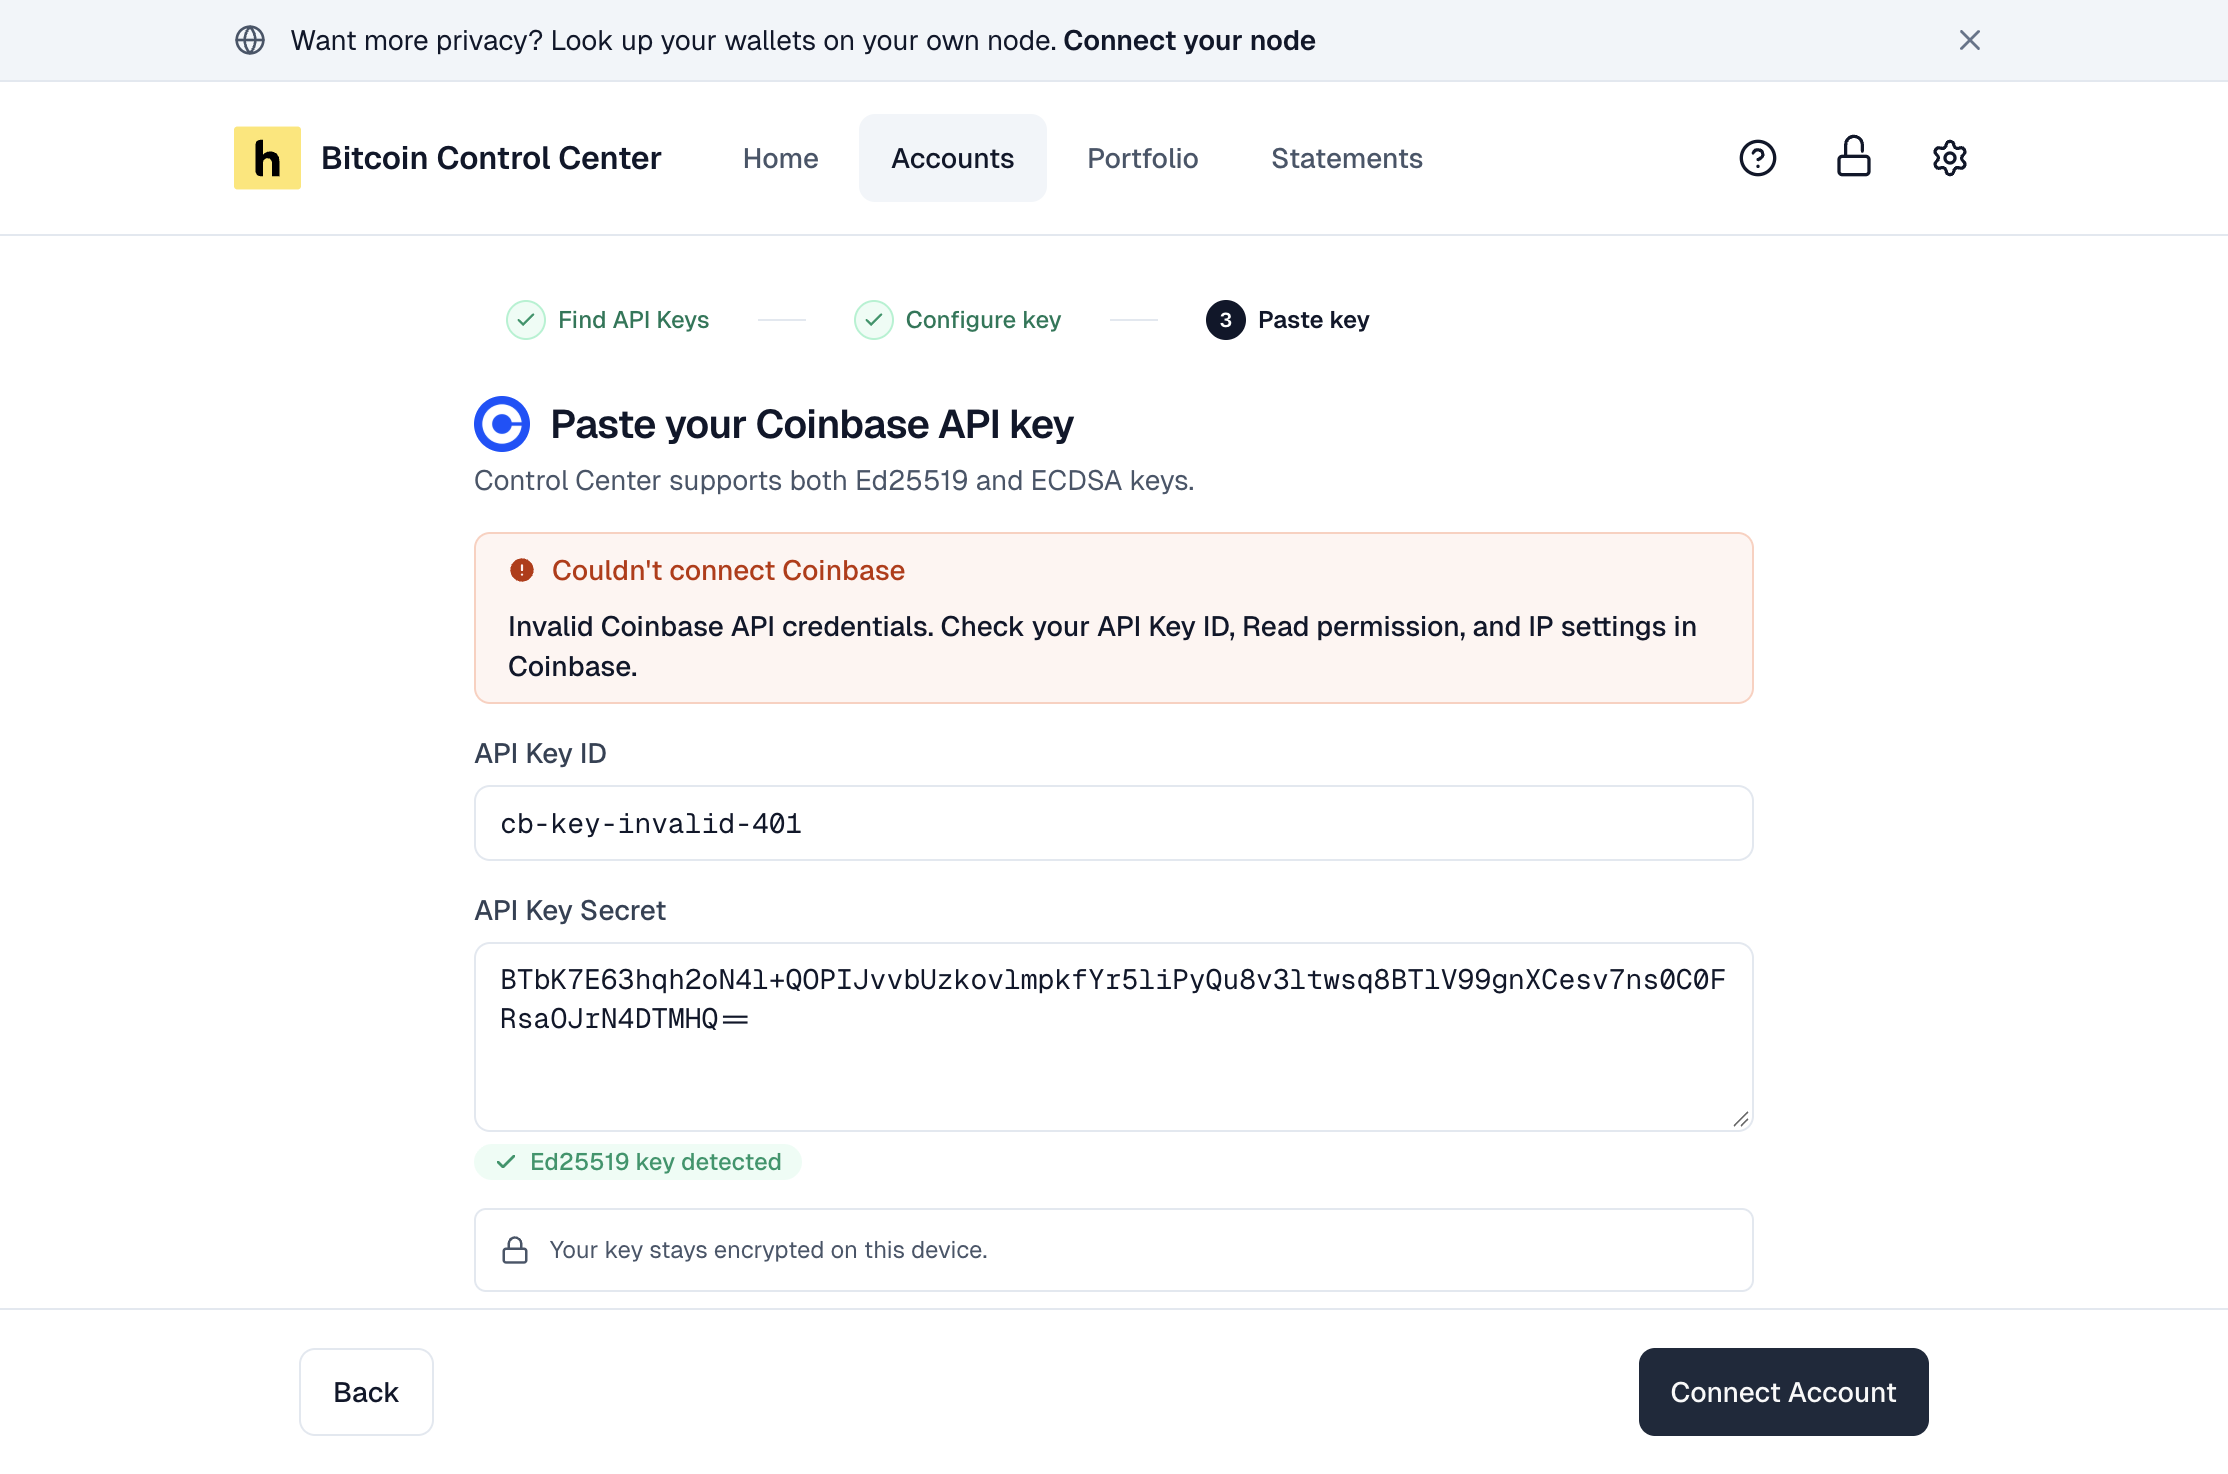 Want more privacy? Look up your wallets on your own node. Connect your node
h Bitcoin Control Center Home Accounts Portfolio Statements
Find API Keys Configure key 3 Paste key
Paste your Coinbase API key
Control Center supports both Ed25519 and ECDSA keys.
Couldn't connect Coinbase
Invalid Coinbase API credentials. Check your API Key ID, Read permission, and IP settings in
Coinbase.
API Key ID
cb-key-invalid-401
API Key Secret
BTbK7E63hqh2oN4l+QOPIJvvbUzkovlmpkfYr5liPyQu8v3ltwsq8BTlV99gnXCesv7ns0C0F
RsaOJrN4DTMHQ==
Ed25519 key detected
Your key stays encrypted on this device.
Back Connect Account